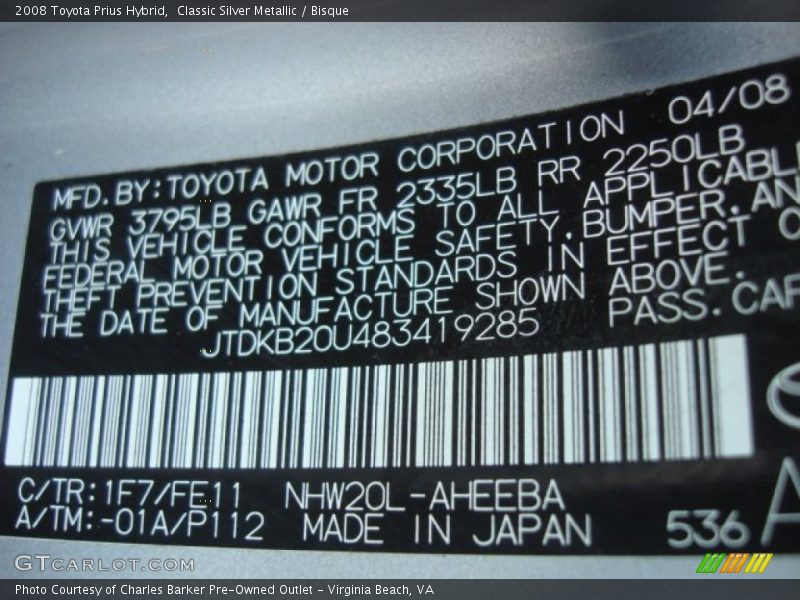 2008 Toyota Prius Hybrid,  Classic Silver Metallic / Bisque
MFD.BY:TOYOTA MOTOR CORPORATION 04/08
GVWR 3795LB GAWR FR 2335LB RR 2250LB
THIS VEHICLE CONFORMS TO ALL APPLICABL
FEDERAL MOTOR VEHICLE SAFETY,BUMPER,AN
THEFT PREVENTION STANDARDS IN EFFECT O
THE DATE OF MANUFACTURE SHOWN ABOVE.
JTDKB20U483419285 PASS.CAR
C/TR:1F7/FE11 NHW20L-AHEEBA
A/TM:-01A/P112 MADE IN JAPAN 536 A
GTCARLOT.COM
Photo Courtesy of Charles Barker Pre-Owned Outlet - Virginia Beach, VA